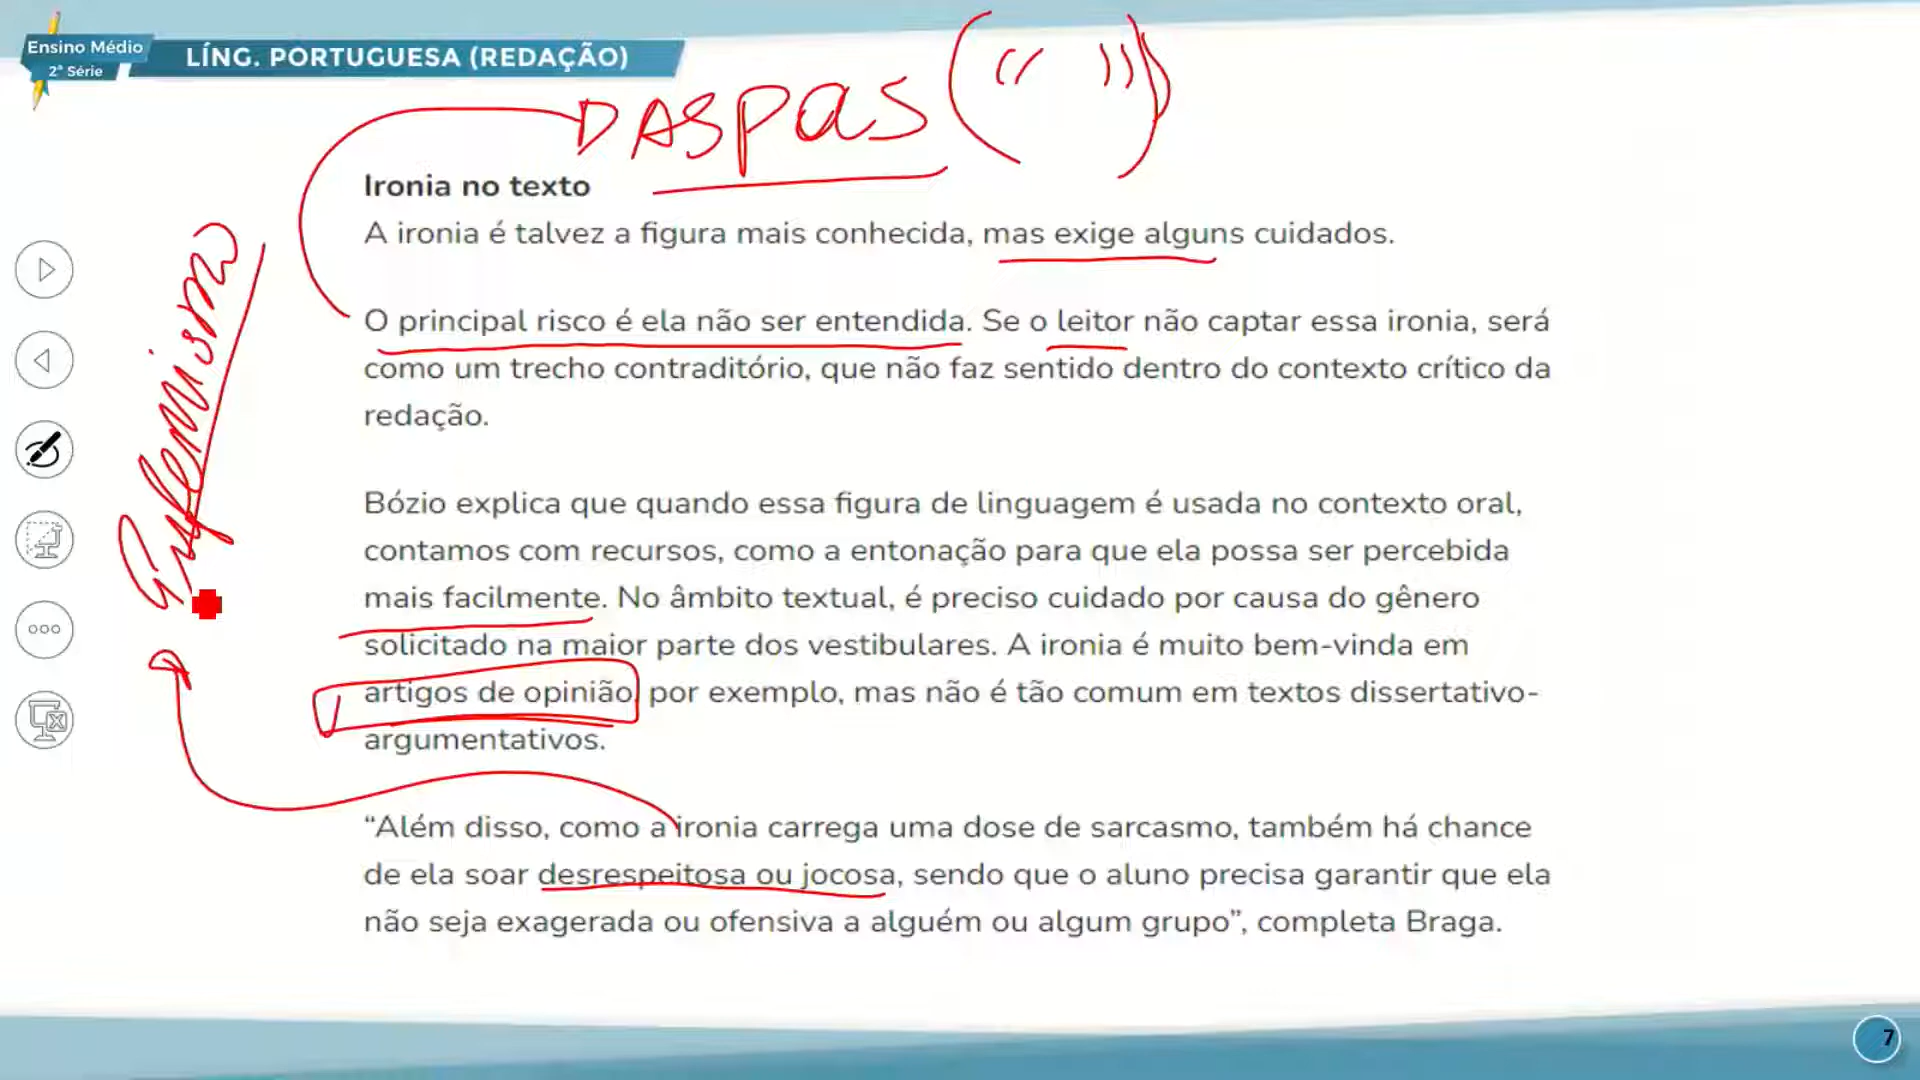 Ensino Médio
2ª Série
LÍNG. PORTUGUESA (REDAÇÃO)
ASpas (“ ”)
Ironia no texto
A ironia é talvez a figura mais conhecida, mas exige alguns cuidados.
O principal risco é ela não ser entendida. Se o leitor não captar essa ironia, será
como um trecho contraditório, que não faz sentido dentro do contexto crítico da
redação.
Eufemismo
Bózio explica que quando essa figura de linguagem é usada no contexto oral,
contamos com recursos, como a entonação para que ela possa ser percebida
mais facilmente. No âmbito textual, é preciso cuidado por causa do gênero
solicitado na maior parte dos vestibulares. A ironia é muito bem-vinda em
artigos de opinião, por exemplo, mas não é tão comum em textos dissertativo-
argumentativos.
“Além disso, como a ironia carrega uma dose de sarcasmo, também há chance
de ela soar desrespeitosa ou jocosa, sendo que o aluno precisa garantir que ela
não seja exagerada ou ofensiva a alguém ou algum grupo”, completa Braga.
7